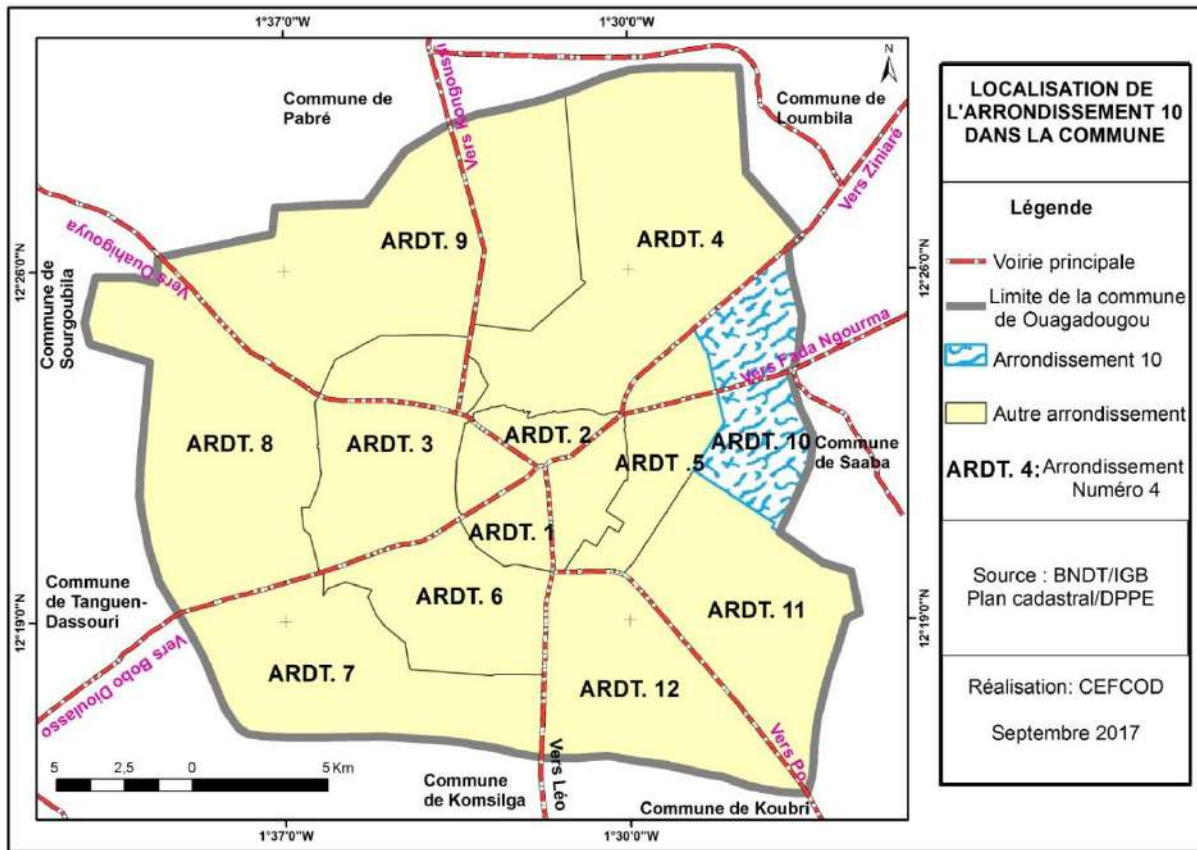 1°37'0"W
1°30'0"W
N
Commune de
Pabré
Vers Kongoussi
Commune de
Loumbila
Vers Ziniaré
Vers Ouahigouya
Commune de
Sourgoubila
12°26'0"N
12°26'0"N
ARDT. 9
ARDT. 4
Vers Fada Ngourma
ARDT. 8
ARDT. 3
ARDT. 2
ARDT .5
ARDT. 10
Commune
de Saaba
ARDT. 1
Commune
de Tanguen-
Dassouri
12°19'0"N
12°19'0"N
ARDT. 6
ARDT. 11
ARDT. 7
ARDT. 12
Vers Bobo Dioulasso
Vers Léo
Vers Po
5 2,5 0 5 Km
Commune
de Komsilga
Commune de Koubri
1°37'0"W
1°30'0"W
LOCALISATION DE
L'ARRONDISSEMENT 10
DANS LA COMMUNE
Légende
Voirie principale
Limite de la commune
de Ouagadougou
Arrondissement 10
Autre arrondissement
ARDT. 4: Arrondissement
Numéro 4
Source : BNDT/IGB
Plan cadastral/DPPE
Réalisation: CEFCOD
Septembre 2017